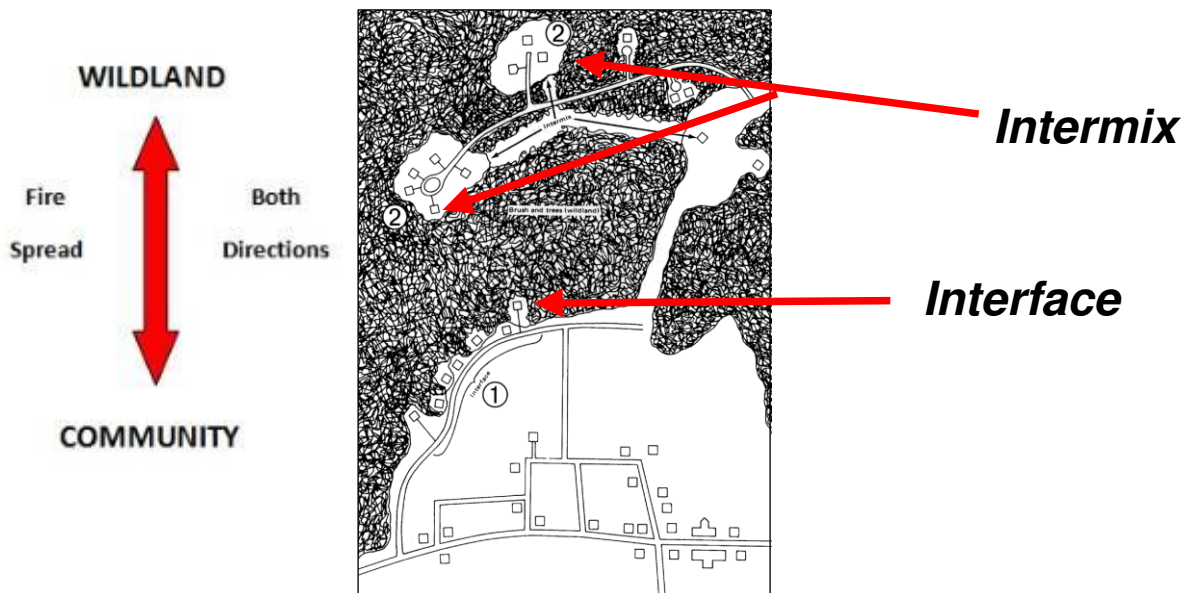 WILDLAND
Fire
Both
Spread
Directions
COMMUNITY
2
Intermix
2
Brush and trees (wildland)
Interface
1
Intermix
Interface